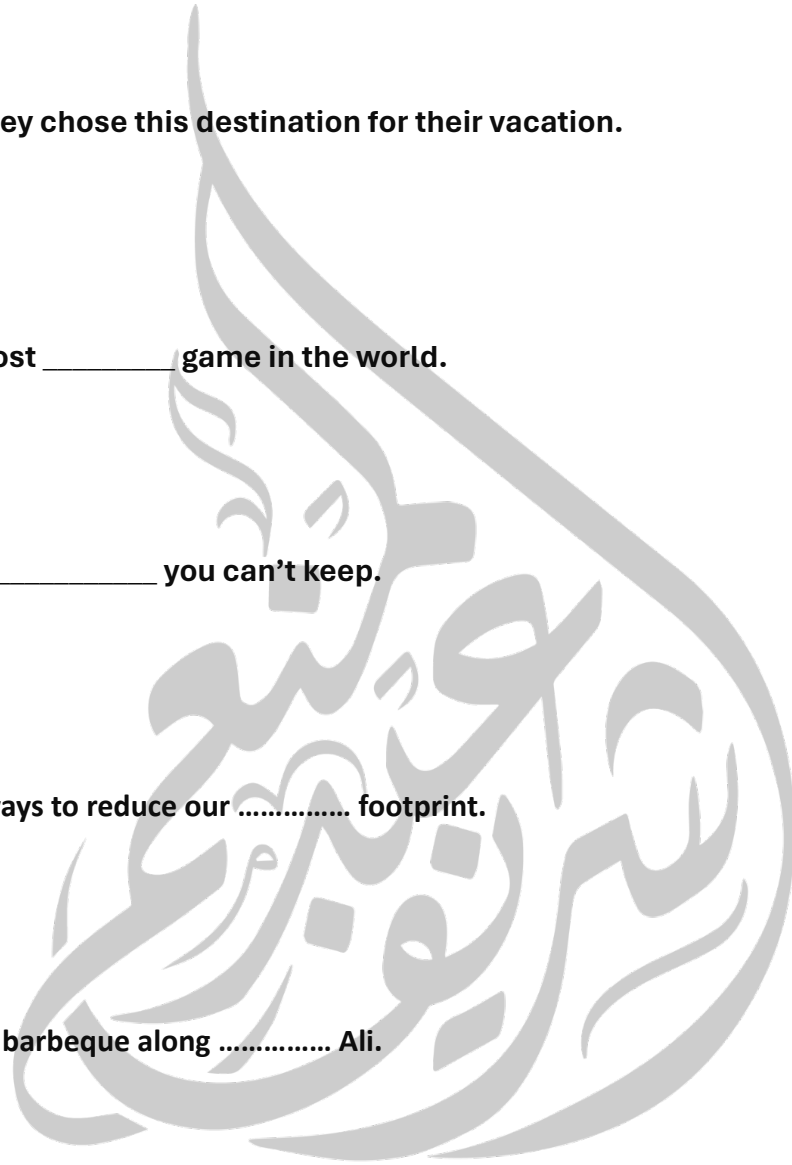 ey chose this destination for their vacation.
ost _________ game in the world.
___________ you can't keep.
ays to reduce our …………… footprint.
barbeque along …………… Ali.